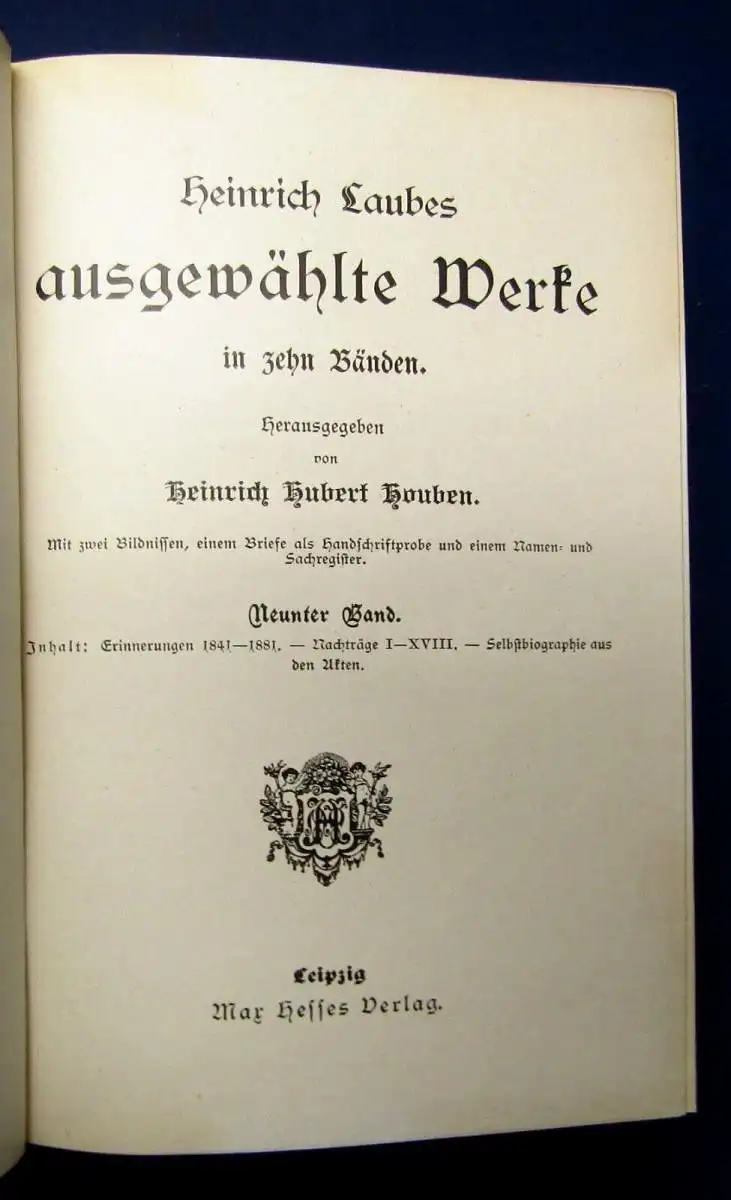 Heinrich Laubes
ausgewählte Werke
in zehn Bänden.
Herausgegeben
von
Heinrich Hubert Houben.
Mit zwei Bildnissen, einem Briefe als Handschriftprobe und einem Namen- und
Sachregister.
Neunter Band.
Inhalt: Erinnerungen 1841—1881. — Nachträge I—XVIII. — Selbstbiographie aus
den Akten.
Leipzig
Max Hesses Verlag.